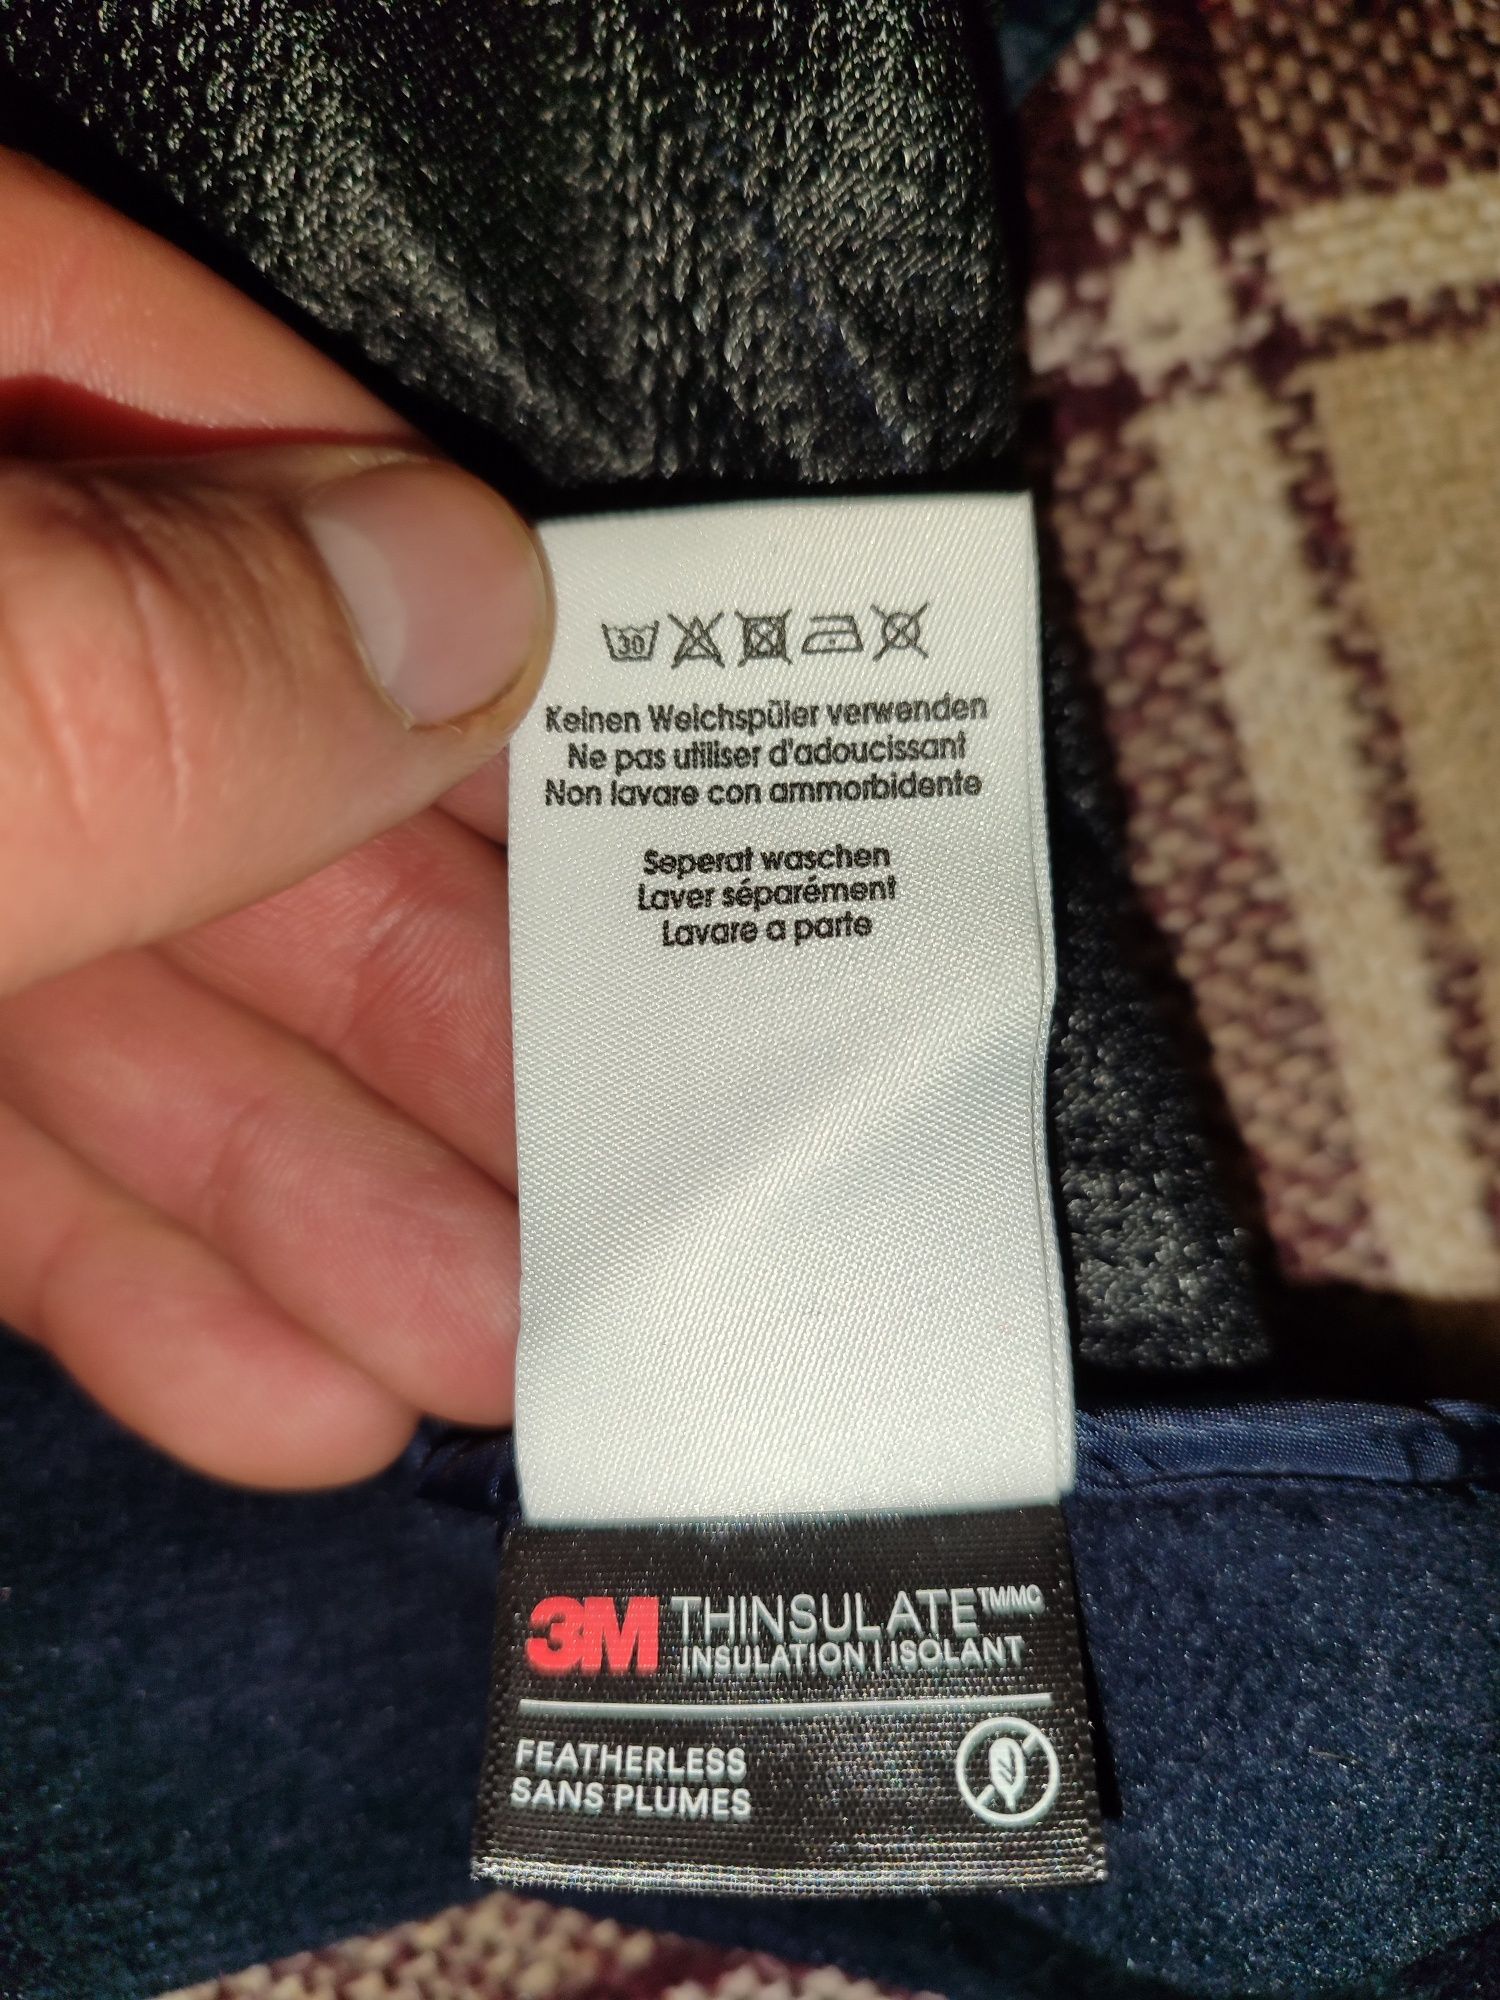 30
Keinen Weichspüler verwenden
Ne pas utiliser d'adoucissant
Non lavare con ammorbidente
Seperat waschen
Laver séparément
Lavare a parte
3M THINSULATE™/MC
INSULATION | ISOLANT
FEATHERLESS
SANS PLUMES